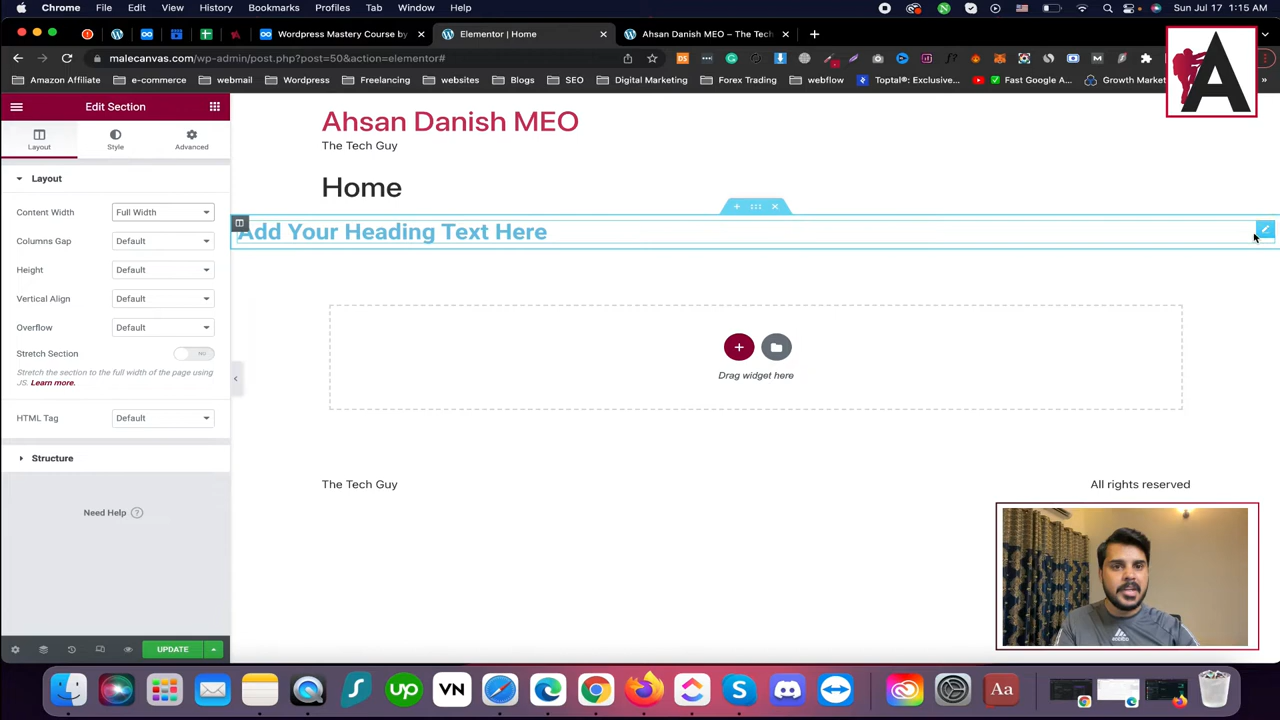 Chrome File Edit View History Bookmarks Profiles Tab Window Help
Sun Jul 17 1:15 AM
Wordpress Mastery Course by
Elementor | Home
Ahsan Danish MEO – The Tech
malecanvas.com/wp-admin/post.php?post=50&action=elementor#
Amazon Affiliate e-commerce webmail Wordpress Freelancing websites Blogs SEO Digital Marketing Forex Trading webflow Toptal®: Exclusive... Fast Google A... Growth Market
A
Edit Section
Layout Style Advanced
Layout
Content Width Full Width
Columns Gap Default
Height Default
Vertical Align Default
Overflow Default
Stretch Section NO
Stretch the section to the full width of the page using
JS. Learn more.
HTML Tag Default
Structure
Need Help ?
UPDATE
Ahsan Danish MEO
The Tech Guy
Home
Add Your Heading Text Here
Drag widget here
The Tech Guy
All rights reserved
up
VN
Aa